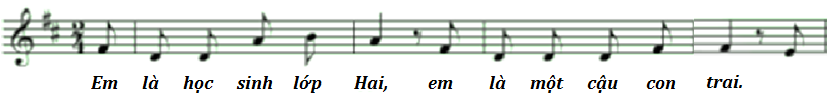 Em là học sinh lớp Hai, em là một cậu con trai.